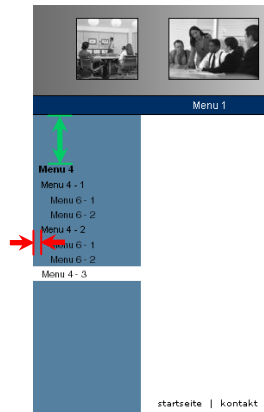 Menu 1
Menu 4
Menu 4 - 1
Menu 6 - 1
Menu 6 - 2
Menu 4 - 2
Menu 6 - 1
Menu 6 - 2
Menu 4 - 3
startseite | kontakt